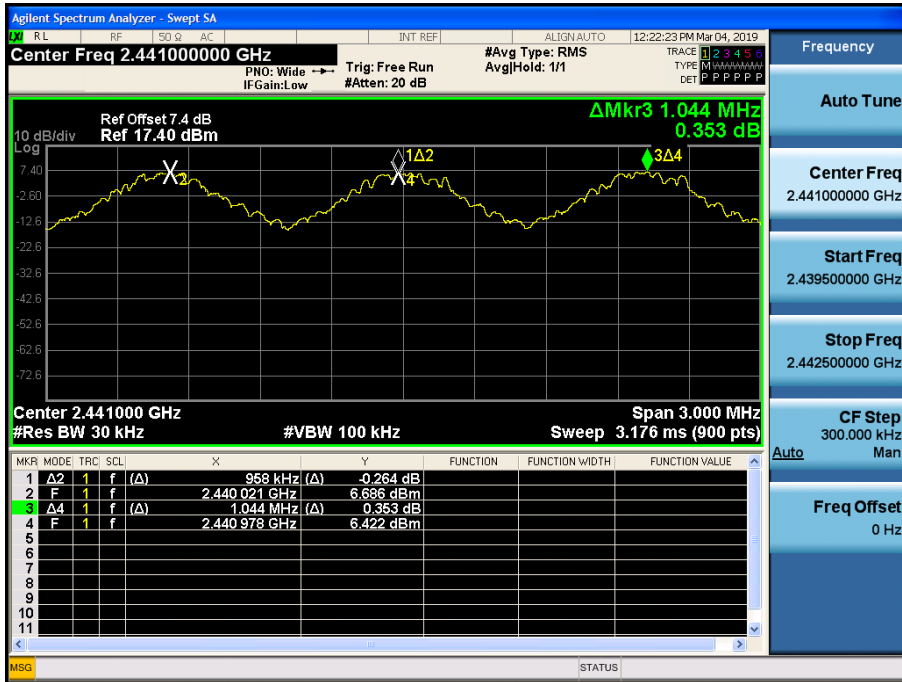 Agilent Spectrum Analyzer - Swept SA
LXI RL RF 50 Ω AC INT REF ALIGN AUTO 12:22:23 PM Mar 04, 2019
Center Freq 2.441000000 GHz
PNO: Wide
IFGain:Low
Trig: Free Run
#Atten: 20 dB
#Avg Type: RMS
Avg|Hold: 1/1
TRACE 1 2 3 4 5 6
TYPE M WWWWW
DET P P P P P P
Frequency
Ref Offset 7.4 dB
10 dB/div Ref 17.40 dBm
Log
ΔMkr3 1.044 MHz
0.353 dB
7.40
-2.60
-12.6
-22.6
-32.6
-42.6
-52.6
-62.6
-72.6
2
1Δ2
4
3Δ4
Center 2.441000 GHz Span 3.000 MHz
#Res BW 30 kHz #VBW 100 kHz Sweep 3.176 ms (900 pts)
MKR MODE TRC SCL X Y FUNCTION FUNCTION WIDTH FUNCTION VALUE
1 Δ2 1 f (Δ) 958 kHz (Δ) -0.264 dB
2 F 1 f 2.440 021 GHz 6.686 dBm
3 Δ4 1 f (Δ) 1.044 MHz (Δ) 0.353 dB
4 F 1 f 2.440 978 GHz 6.422 dBm
5
6
7
8
9
10
11
MSG STATUS
Auto Tune
Center Freq
2.441000000 GHz
Start Freq
2.439500000 GHz
Stop Freq
2.442500000 GHz
CF Step
300.000 kHz
Auto Man
Freq Offset
0 Hz